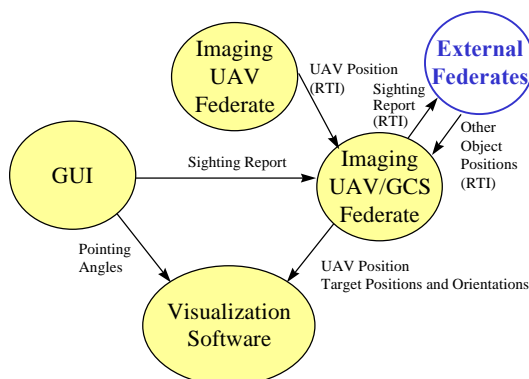 Imaging
UAV
Federate
UAV Position
(RTI)
External
Federates
Sighting
Report
(RTI)
Other
Object
Positions
(RTI)
GUI
Sighting Report
Imaging
UAV/GCS
Federate
Pointing
Angles
UAV Position
Target Positions and Orientations
Visualization
Software